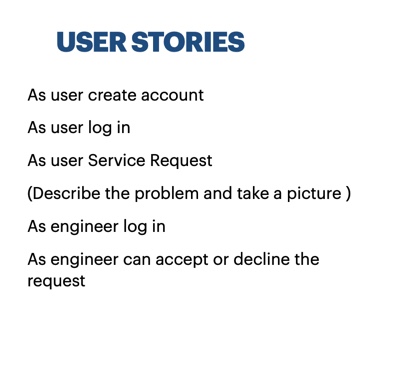 USER STORIES
As user create account
As user log in
As user Service Request
(Describe the problem and take a picture )
As engineer log in
As engineer can accept or decline the
request